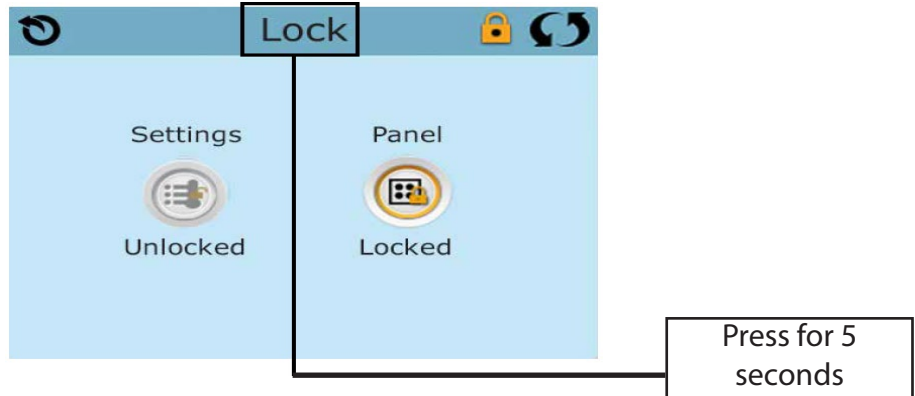 Lock
Settings Panel
Unlocked Locked
Press for 5
seconds